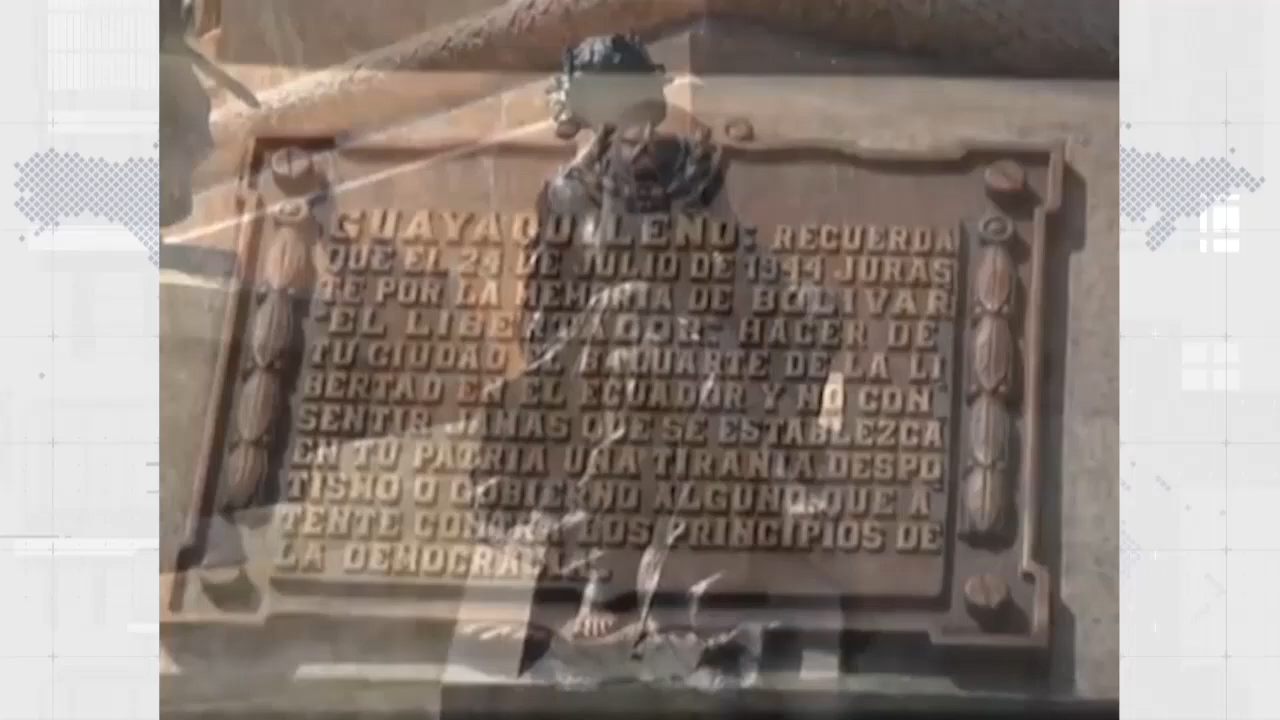 GUAYAQUILEÑO: RECUERDA
QUE EL 24 DE JULIO DE 1944 JURAS
TE POR LA MEMORIA DE BOLIVAR
"EL LIBERTADOR" HACER DE
TU CIUDAD EL BALUARTE DE LA LI
BERTAD EN EL ECUADOR Y NO CON
SENTIR JAMAS QUE SE ESTABLEZCA
EN TU PATRIA UNA TIRANIA DESPO
TISMO O GOBIERNO ALGUNO QUE A
TENTE CONTRA LOS PRINCIPIOS DE
LA DEMOCRACIA.